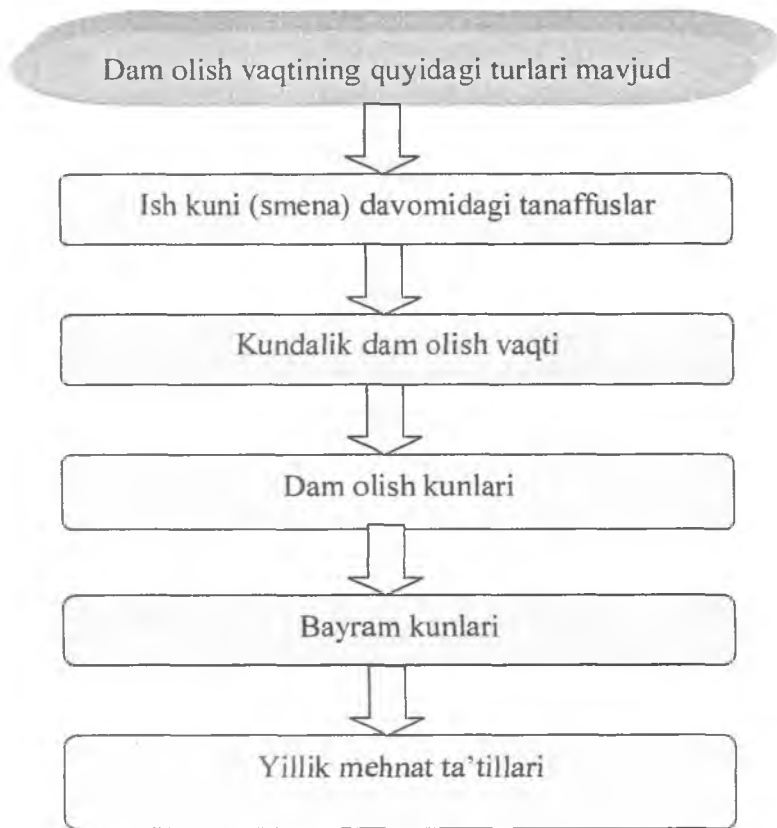 Dam olish vaqtining quyidagi turlari mavjud
Ish kuni (smena) davomidagi tanaffuslar
Kundalik dam olish vaqti
Dam olish kunlari
Bayram kunlari
Yillik mehnat ta’tillari